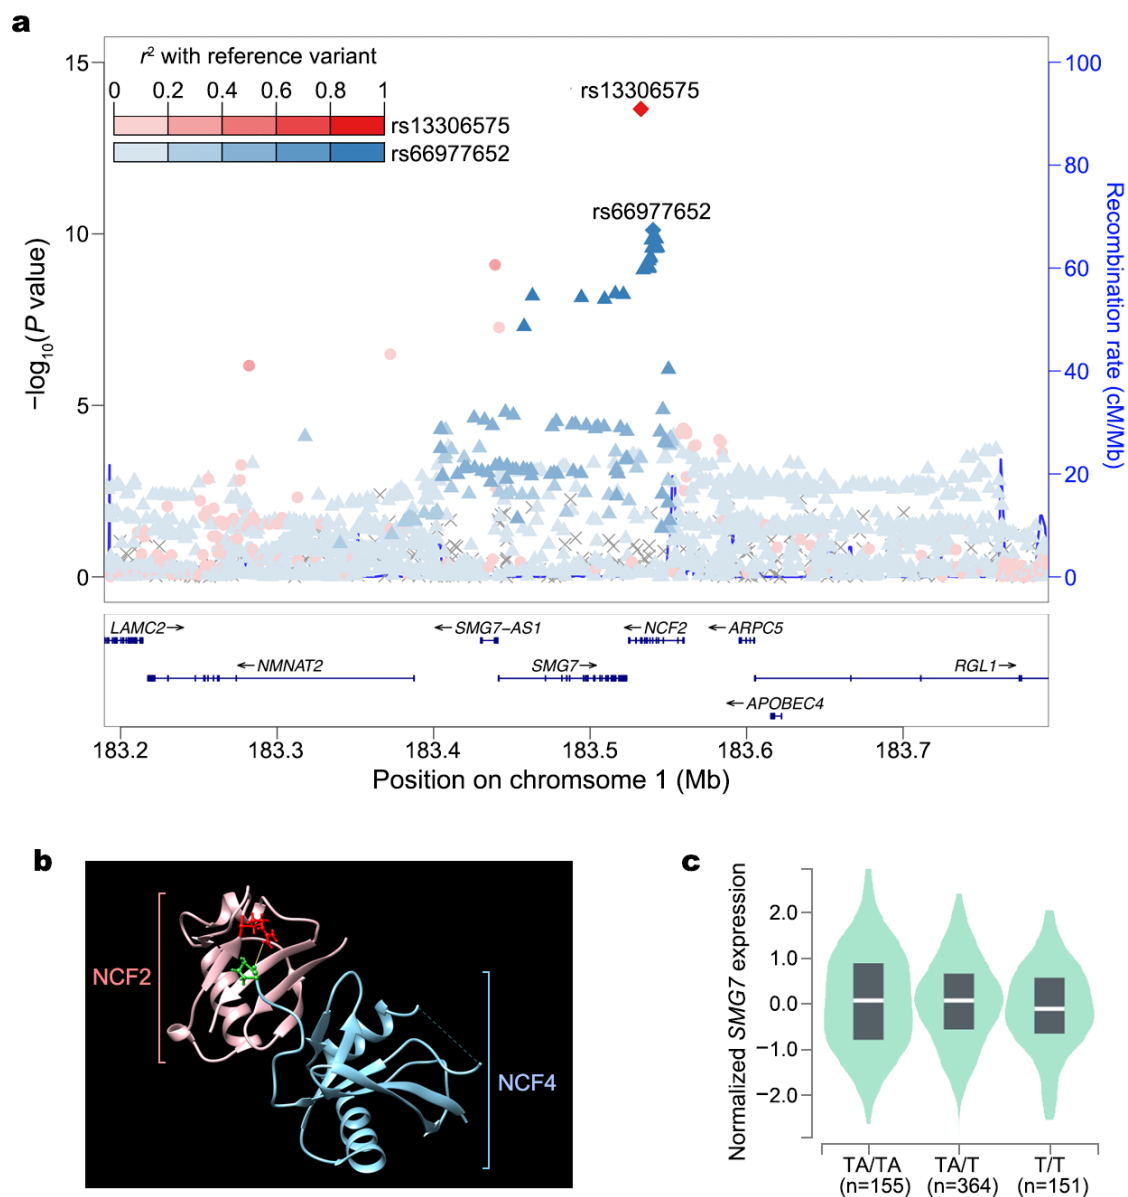 a
r² with reference variant
0 0.2 0.4 0.6 0.8 1
rs13306575
rs66977652
rs13306575
rs66977652
15
10
5
0
−log₁₀(P value)
100
80
60
40
20
0
Recombination rate (cM/Mb)
LAMC2→ ←SMG7−AS1 ←NCF2 ←ARPC5
←NMNAT2 SMG7→ RGL1→
←APOBEC4
183.2 183.3 183.4 183.5 183.6 183.7
Position on chromsome 1 (Mb)
b
NCF2
NCF4
c
Normalized SMG7 expression
2.0
1.0
0.0
−1.0
−2.0
TA/TA TA/T T/T
(n=155) (n=364) (n=151)